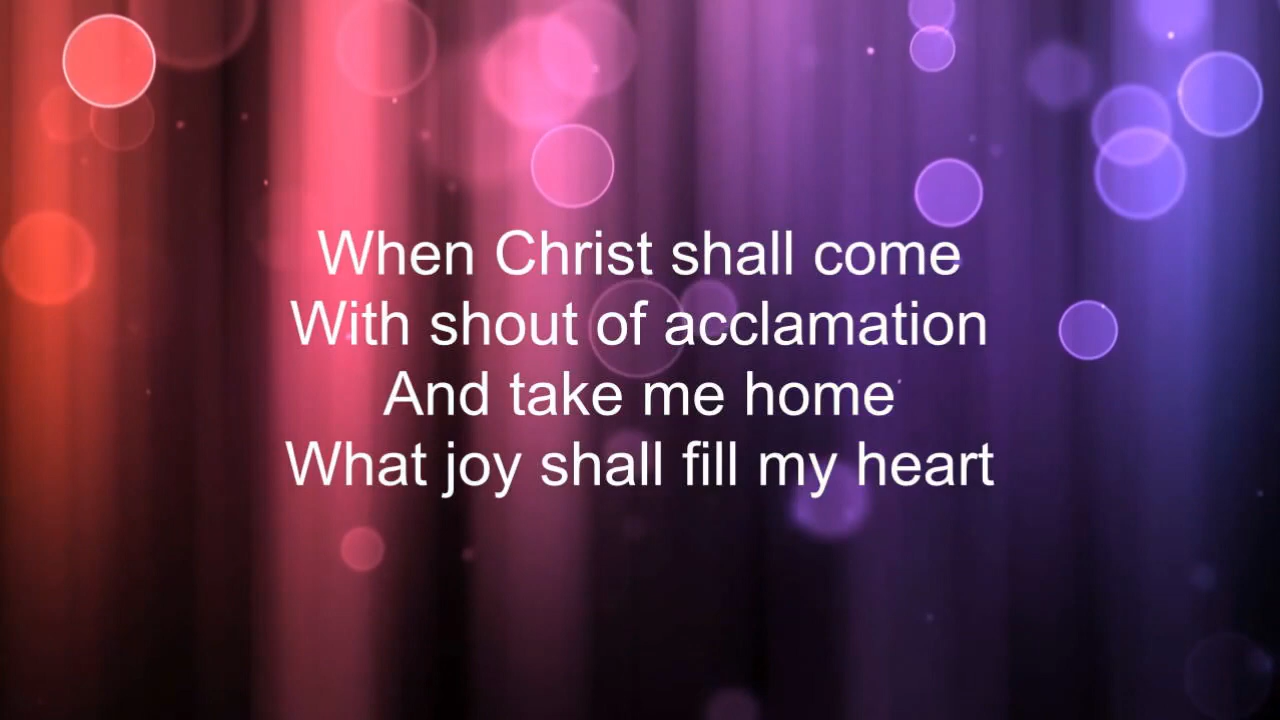 When Christ shall come
With shout of acclamation
And take me home
What joy shall fill my heart